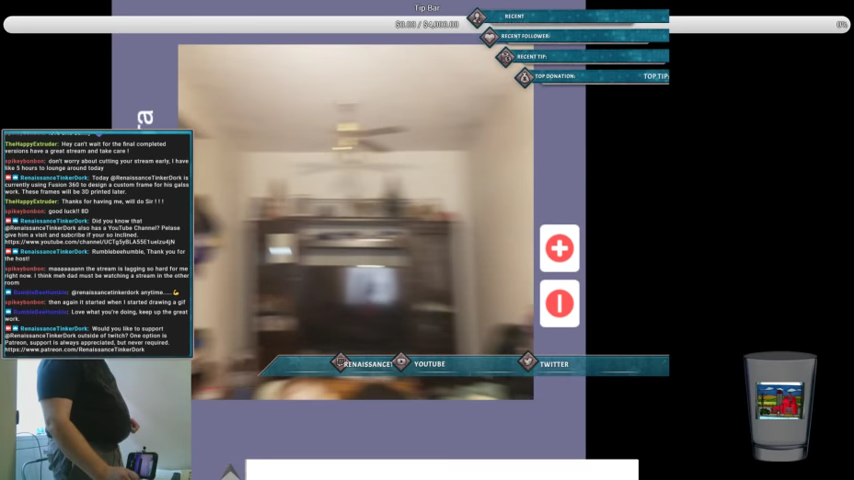 Tip Bar
$0.00 / $4,000.00
0%
RECENT
RECENT FOLLOWER:
RECENT TIP:
TOP DONATION:
TOP TIP:
ra
TheHappyExtruder: Hey can't wait for the final completed
versions have a great stream and take care !
spikeybonboo: don't worry about cutting your stream early, I have
like 5 hours to lounge around today
RenaissanceTinkerDork: Today @RenaissanceTinkerDork is
currently using Fusion 360 to design a custom frame for his galss
work. These frames will be 3D printed later.
TheHappyExtruder: Thanks for having me, will do Sir ! ! !
spikeybonboo: good luck!! 8D
RenaissanceTinkerDork: Did you know that
@RenaissanceTinkerDork also has a YouTube Channel? Pelase
give him a visit and subcribe if your so inclined.
RenaissanceTinkerDork: Rumblebeehumble, Thank you for
the host!
spikeybonboo: maaaaaaann the stream is lagging so hard for me
right now. I think meh dad must be watching a stream in the other
room
@renaissancetinkerdork anytime.....
spikeybonboo: then again it started when I started drawing a gif
Love what you're doing, keep up the great
work.
RenaissanceTinkerDork: Would you like to support
@RenaissanceTinkerDork outside of twitch? One option is
Patreon, support is always appreciated, but never required.
https://www.patreon.com/RenaissanceTinkerDork
RENAISSANCE
YOUTUBE
TWITTER